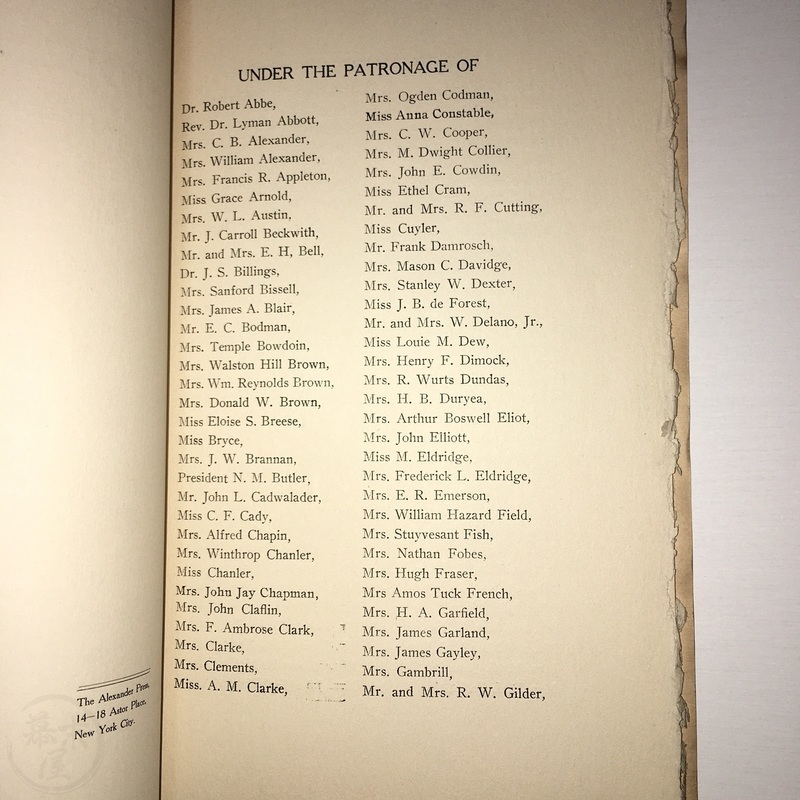 UNDER THE PATRONAGE OF
Dr. Robert Abbe,
Rev. Dr. Lyman Abbott,
Mrs. C. B. Alexander,
Mrs. William Alexander,
Mrs. Francis R. Appleton,
Miss Grace Arnold,
Mrs. W. L. Austin,
Mr. J. Carroll Beckwith,
Mr. and Mrs. E. H, Bell,
Dr. J. S. Billings,
Mrs. Sanford Bissell,
Mrs. James A. Blair,
Mr. E. C. Bodman,
Mrs. Temple Bowdoin,
Mrs. Walston Hill Brown,
Mrs. Wm. Reynolds Brown,
Mrs. Donald W. Brown,
Miss Eloise S. Breese,
Miss Bryce,
Mrs. J. W. Brannan,
President N. M. Butler,
Mr. John L. Cadwalader,
Miss C. F. Cady,
Mrs. Alfred Chapin,
Mrs. Winthrop Chanler,
Miss Chanler,
Mrs. John Jay Chapman,
Mrs. John Claflin,
Mrs. F. Ambrose Clark,
Mrs. Clarke,
Mrs. Clements,
Miss. A. M. Clarke,
Mrs. Ogden Codman,
Miss Anna Constable,
Mrs. C. W. Cooper,
Mrs. M. Dwight Collier,
Mrs. John E. Cowdin,
Miss Ethel Cram,
Mr. and Mrs. R. F. Cutting,
Miss Cuyler,
Mr. Frank Damrosch,
Mrs. Mason C. Davidge,
Mrs. Stanley W. Dexter,
Miss J. B. de Forest,
Mr. and Mrs. W. Delano, Jr.,
Miss Louie M. Dew,
Mrs. Henry F. Dimock,
Mrs. R. Wurts Dundas,
Mrs. H. B. Duryea,
Mrs. Arthur Boswell Eliot,
Mrs. John Elliott,
Miss M. Eldridge,
Mrs. Frederick L. Eldridge,
Mrs. E. R. Emerson,
Mrs. William Hazard Field,
Mrs. Stuyvesant Fish,
Mrs. Nathan Fobes,
Mrs. Hugh Fraser,
Mrs Amos Tuck French,
Mrs. H. A. Garfield,
Mrs. James Garland,
Mrs. James Gayley,
Mrs. Gambrill,
Mr. and Mrs. R. W. Gilder,
The Alexander Press,
14—18 Astor Place,
New York City.